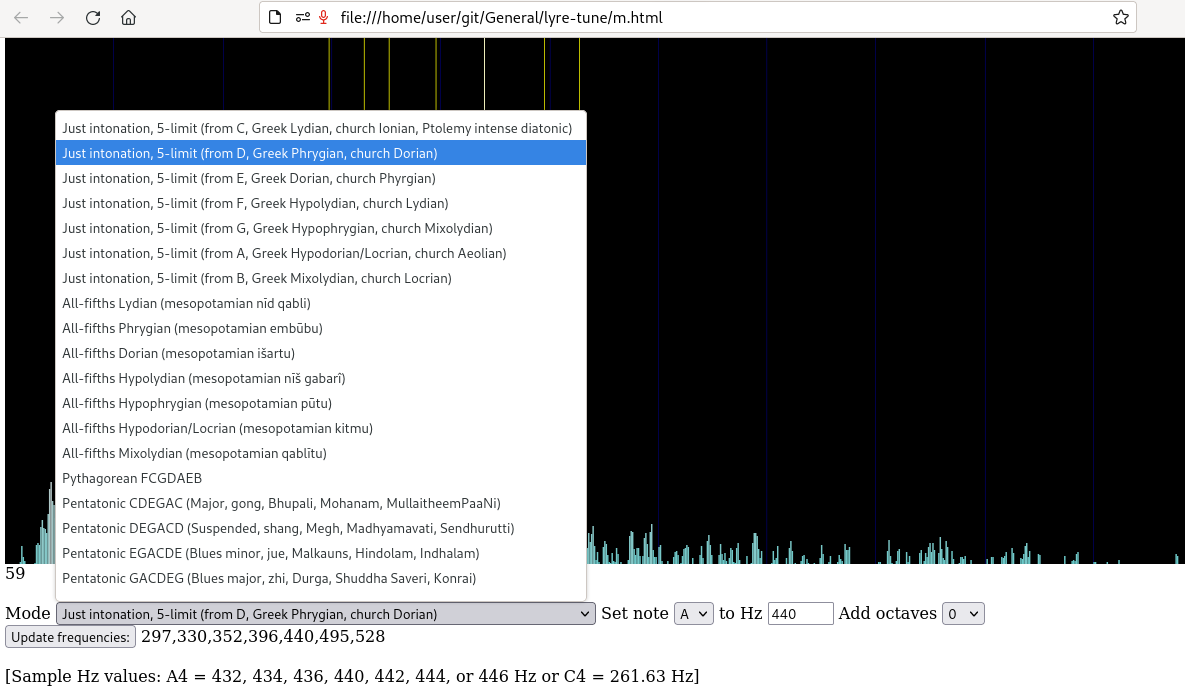 file:///home/user/git/General/lyre-tune/m.html
Just intonation, 5-limit (from C, Greek Lydian, church Ionian, Ptolemy intense diatonic)
Just intonation, 5-limit (from D, Greek Phrygian, church Dorian)
Just intonation, 5-limit (from E, Greek Dorian, church Phyrgian)
Just intonation, 5-limit (from F, Greek Hypolydian, church Lydian)
Just intonation, 5-limit (from G, Greek Hypophrygian, church Mixolydian)
Just intonation, 5-limit (from A, Greek Hypodorian/Locrian, church Aeolian)
Just intonation, 5-limit (from B, Greek Mixolydian, church Locrian)
All-fifths Lydian (mesopotamian nīd qabli)
All-fifths Phrygian (mesopotamian embūbu)
All-fifths Dorian (mesopotamian išartu)
All-fifths Hypolydian (mesopotamian nīš gabarî)
All-fifths Hypophrygian (mesopotamian pūtu)
All-fifths Hypodorian/Locrian (mesopotamian kitmu)
All-fifths Mixolydian (mesopotamian qablītu)
Pythagorean FCGDAEB
Pentatonic CDEGAC (Major, gong, Bhupali, Mohanam, MullaitheemPaaNi)
Pentatonic DEGACD (Suspended, shang, Megh, Madhyamavati, Sendhurutti)
Pentatonic EGACDE (Blues minor, jue, Malkauns, Hindolam, Indhalam)
Pentatonic GACDEG (Blues major, zhi, Durga, Shuddha Saveri, Konrai)
59
Mode Just intonation, 5-limit (from D, Greek Phrygian, church Dorian) Set note A to Hz 440 Add octaves 0
Update frequencies: 297,330,352,396,440,495,528
[Sample Hz values: A4 = 432, 434, 436, 440, 442, 444, or 446 Hz or C4 = 261.63 Hz]